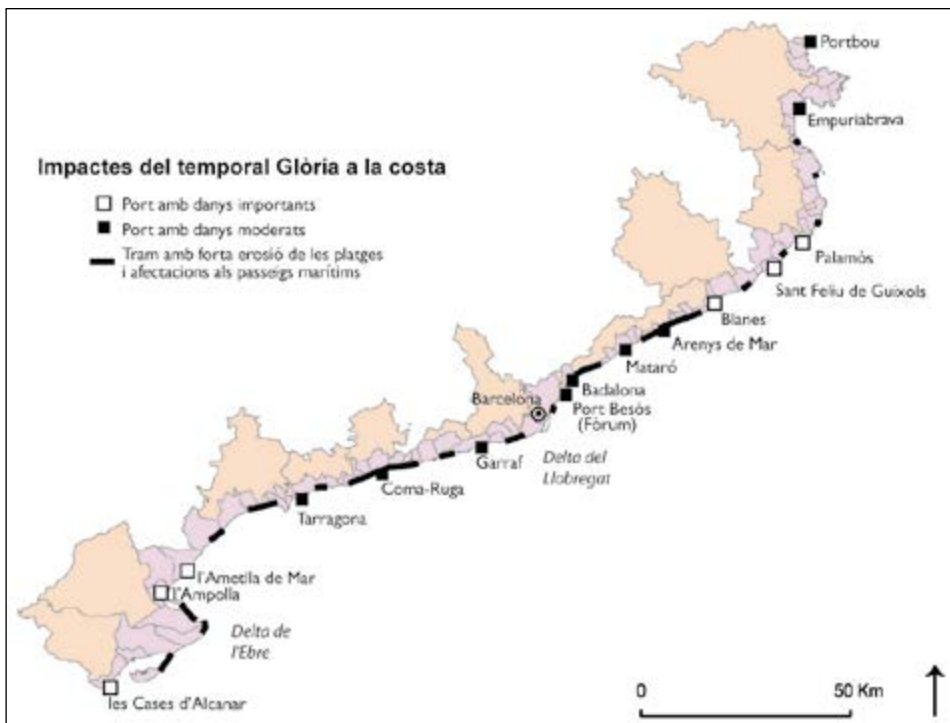 Portbou
Empuriabrava
Impactes del temporal Glòria a la costa
Port amb danys importants
Port amb danys moderats
Tram amb forta erosió de les platges
i afectacions als passeigs marítims
Palamós
Sant Feliu de Guíxols
Blanes
Arenys de Mar
Mataró
Badalona
Barcelona
Port Besòs
(Fòrum)
Garraf
Delta del
Llobregat
Coma-Ruga
Tarragona
l'Ametlla de Mar
l'Ampolla
Delta de
l'Ebre
les Cases d'Alcanar
0 50 Km